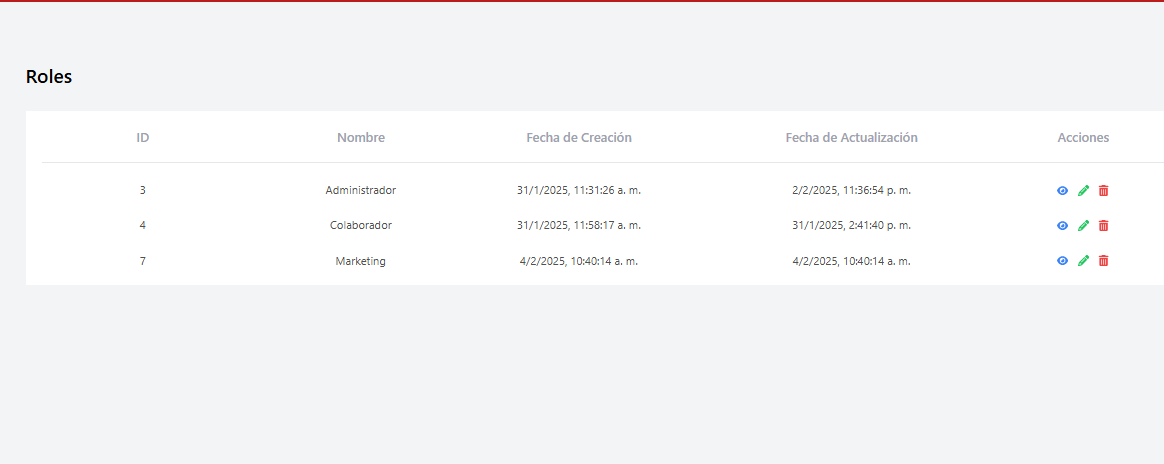 Roles
ID Nombre Fecha de Creación Fecha de Actualización Acciones
3 Administrador 31/1/2025, 11:31:26 a. m. 2/2/2025, 11:36:54 p. m.
4 Colaborador 31/1/2025, 11:58:17 a. m. 31/1/2025, 2:41:40 p. m.
7 Marketing 4/2/2025, 10:40:14 a. m. 4/2/2025, 10:40:14 a. m.